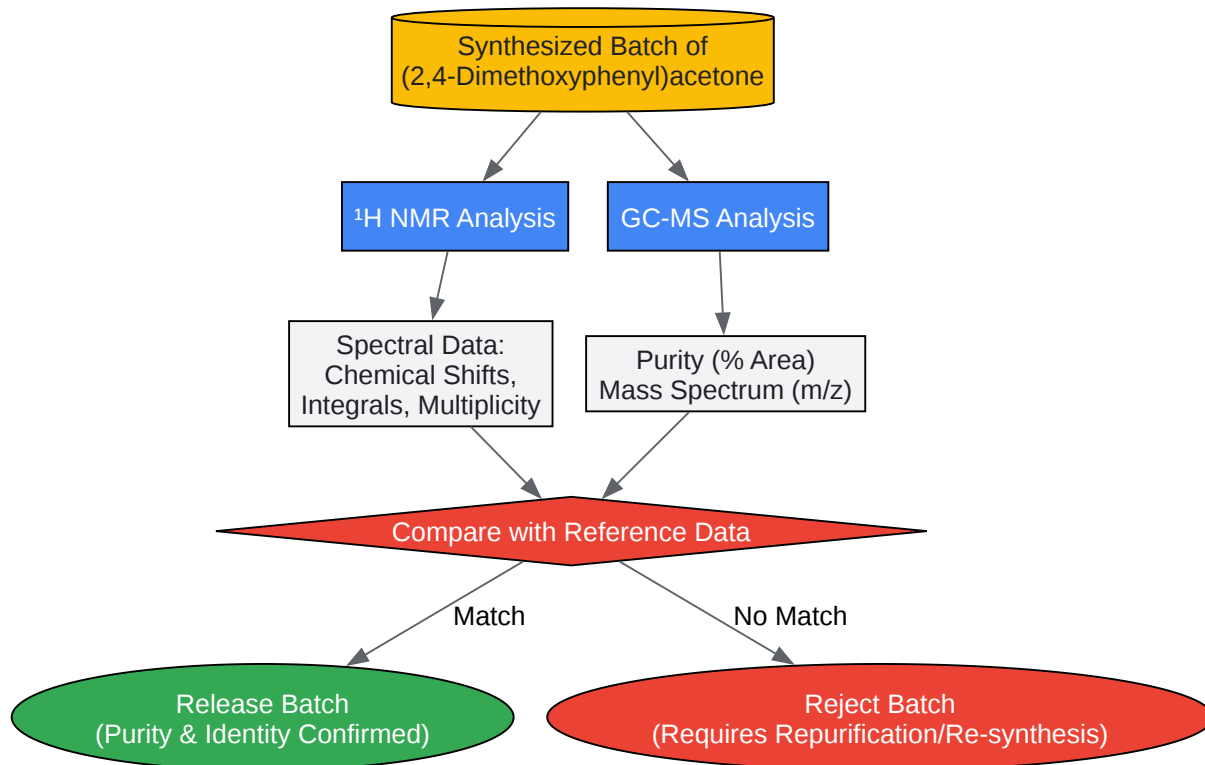 Synthesized Batch of
(2,4-Dimethoxyphenyl)acetone
¹H NMR Analysis
GC-MS Analysis
Spectral Data:
Chemical Shifts,
Integrals, Multiplicity
Purity (% Area)
Mass Spectrum (m/z)
Compare with Reference Data
Match
No Match
Release Batch
(Purity & Identity Confirmed)
Reject Batch
(Requires Repurification/Re-synthesis)